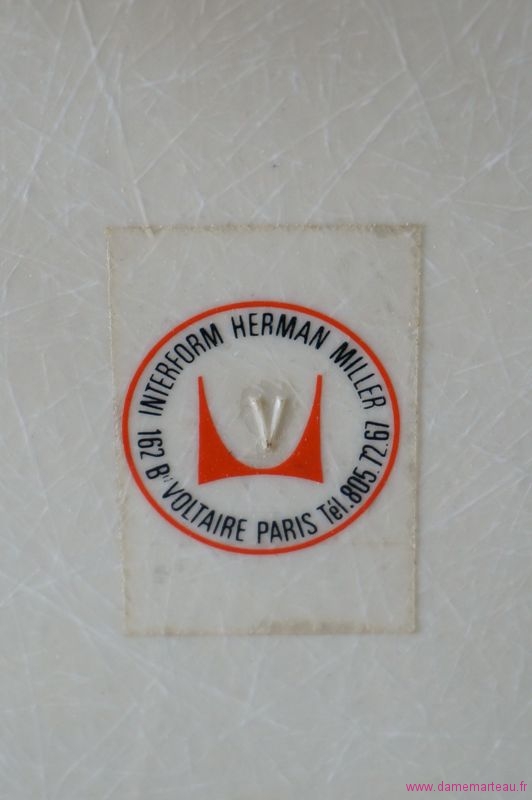 INTERFORM HERMAN MILLER
162 Bd VOLTAIRE PARIS Tél.805.72.67
www.damemarteau.fr